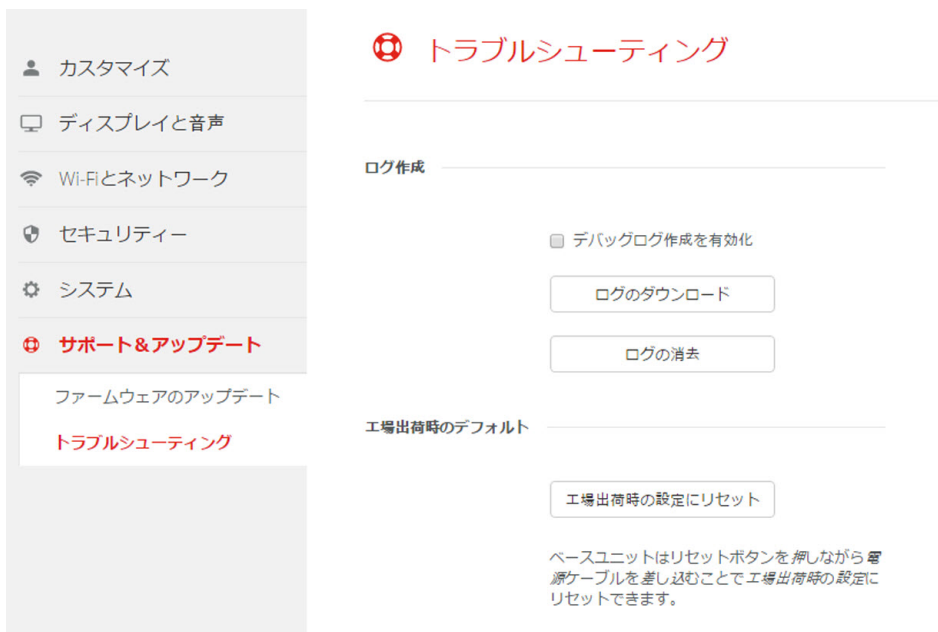 カスタマイズ
ディスプレイと音声
Wi-Fiとネットワーク
セキュリティー
システム
サポート&アップデート
ファームウェアのアップデート
トラブルシューティング
トラブルシューティング
ログ作成
デバッグログ作成を有効化
ログのダウンロード
ログの消去
工場出荷時のデフォルト
工場出荷時の設定にリセット
ベースユニットはリセットボタンを押しながら電
源ケーブルを差し込むことで工場出荷時の設定に
リセットできます。